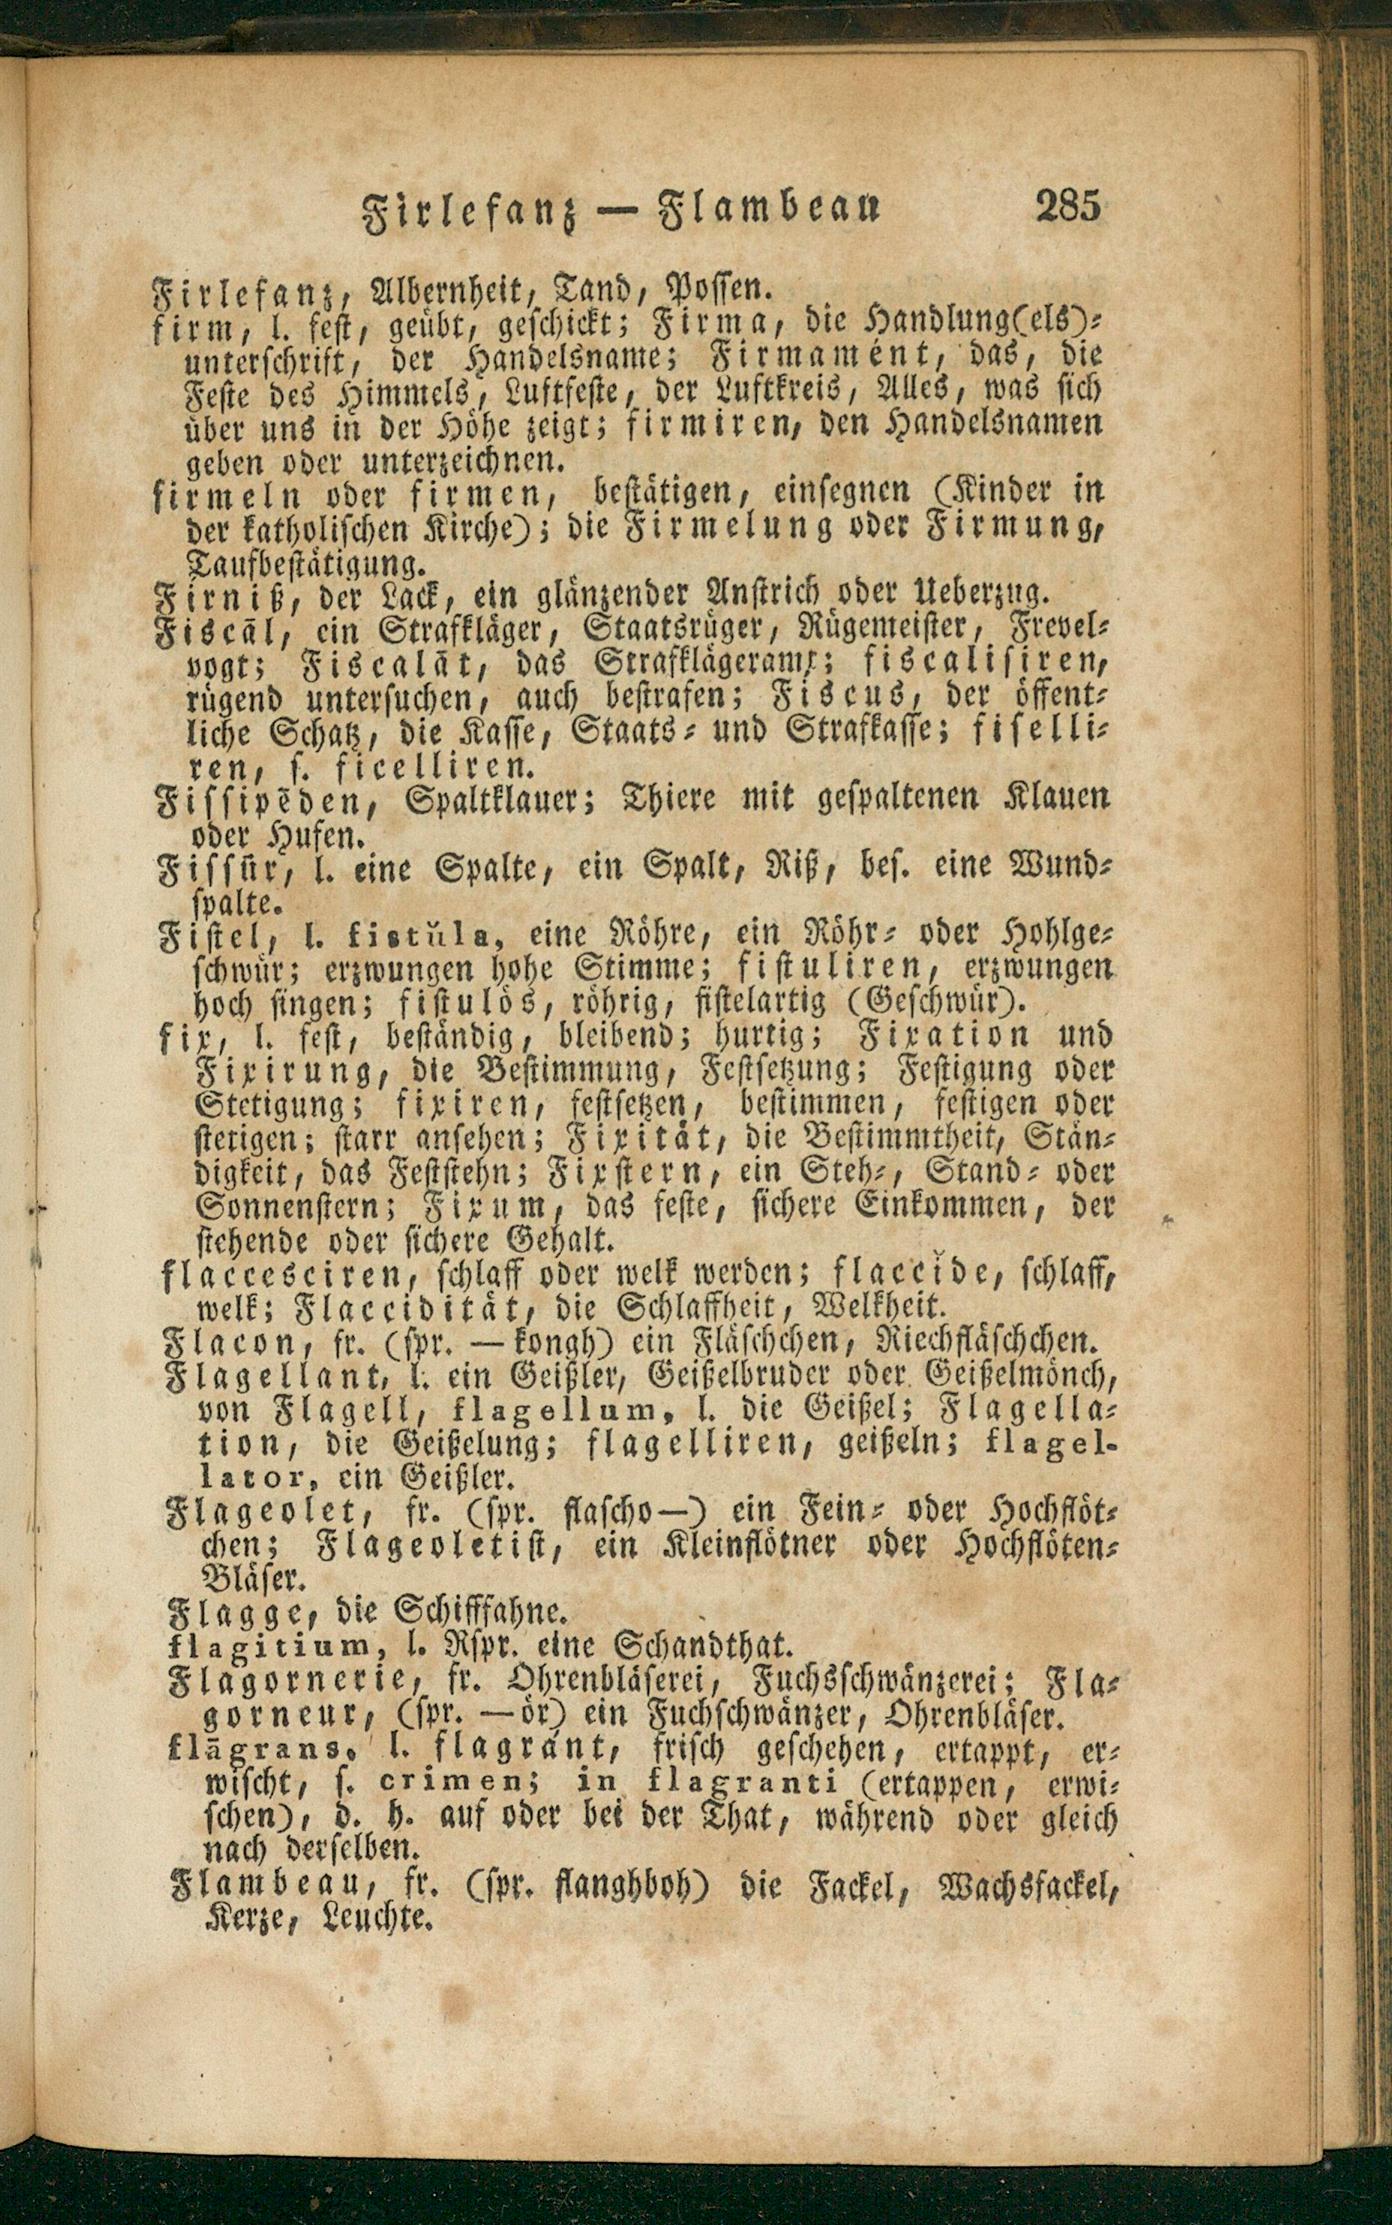 Firlefanz — Flambeau 285
Firlefanz, Albernheit, Tand, Possen.
firm, l. fest, geübt, geschickt; Firma, die Handlung(els)-
unterschrift, der Handelsname; Firmamént, das, die
Feste des Himmels, Luftfeste, der Luftkreis, Alles, was sich
über uns in der Höhe zeigt; firmiren, den Handelsnamen
geben oder unterzeichnen.
firmeln oder firmen, bestätigen, einsegnen (Kinder in
der katholischen Kirche); die Firmelung oder Firmung,
Taufbestätigung.
Firniß, der Lack, ein glänzender Anstrich oder Ueberzug.
Fiscāl, ein Strafkläger, Staatsrüger, Rügemeister, Frevel-
vogt; Fiscalāt, das Strafklägeramt; fiscalisiren,
rügend untersuchen, auch bestrafen; Fiscus, der öffent-
liche Schatz, die Kasse, Staats- und Strafkasse; fiselli-
ren, s. ficelliren.
Fissipēden, Spaltklauer; Thiere mit gespaltenen Klauen
oder Hufen.
Fissūr, l. eine Spalte, ein Spalt, Riß, bes. eine Wund-
spalte.
Fistel, l. fistŭla, eine Röhre, ein Röhr- oder Hohlge-
schwür; erzwungen hohe Stimme; fistuliren, erzwungen
hoch singen; fistulös, röhrig, fistelartig (Geschwür).
fix, l. fest, beständig, bleibend; hurtig; Fixation und
Fixirung, die Bestimmung, Festsetzung; Festigung oder
Stetigung; fixiren, festsetzen, bestimmen, festigen oder
stetigen; starr ansehen; Fixität, die Bestimmtheit, Stän-
digkeit, das Feststehn; Fixstern, ein Steh-, Stand- oder
Sonnenstern; Fixum, das feste, sichere Einkommen, der
stehende oder sichere Gehalt.
flaccesciren, schlaff oder welk werden; flaccĭde, schlaff,
welk; Flaccidität, die Schlaffheit, Welkheit.
Flacon, fr. (spr. — kongh) ein Fläschchen, Riechfläschchen.
Flagellant, l. ein Geißler, Geißelbruder oder Geißelmönch,
von Flagell, flagellum, l. die Geißel; Flagella-
tion, die Geißelung; flagelliren, geißeln; flagel-
lator, ein Geißler.
Flageolet, fr. (spr. flascho—) ein Fein- oder Hochflöt-
chen; Flageoletist, ein Kleinflötner oder Hochflöten-
Bläser.
Flagge, die Schifffahne.
flagitium, l. Rspr. eine Schandthat.
Flagornerie, fr. Ohrenbläserei, Fuchsschwänzerei; Fla-
gorneur, (spr. — ör) ein Fuchschwänzer, Ohrenbläser.
flāgrans, l. flagránt, frisch geschehen, ertappt, er-
wischt, s. crimen; in flagranti (ertappen, erwi-
schen), d. h. auf oder bei der That, während oder gleich
nach derselben.
Flambeau, fr. (spr. flanghboh) die Fackel, Wachsfackel,
Kerze, Leuchte.